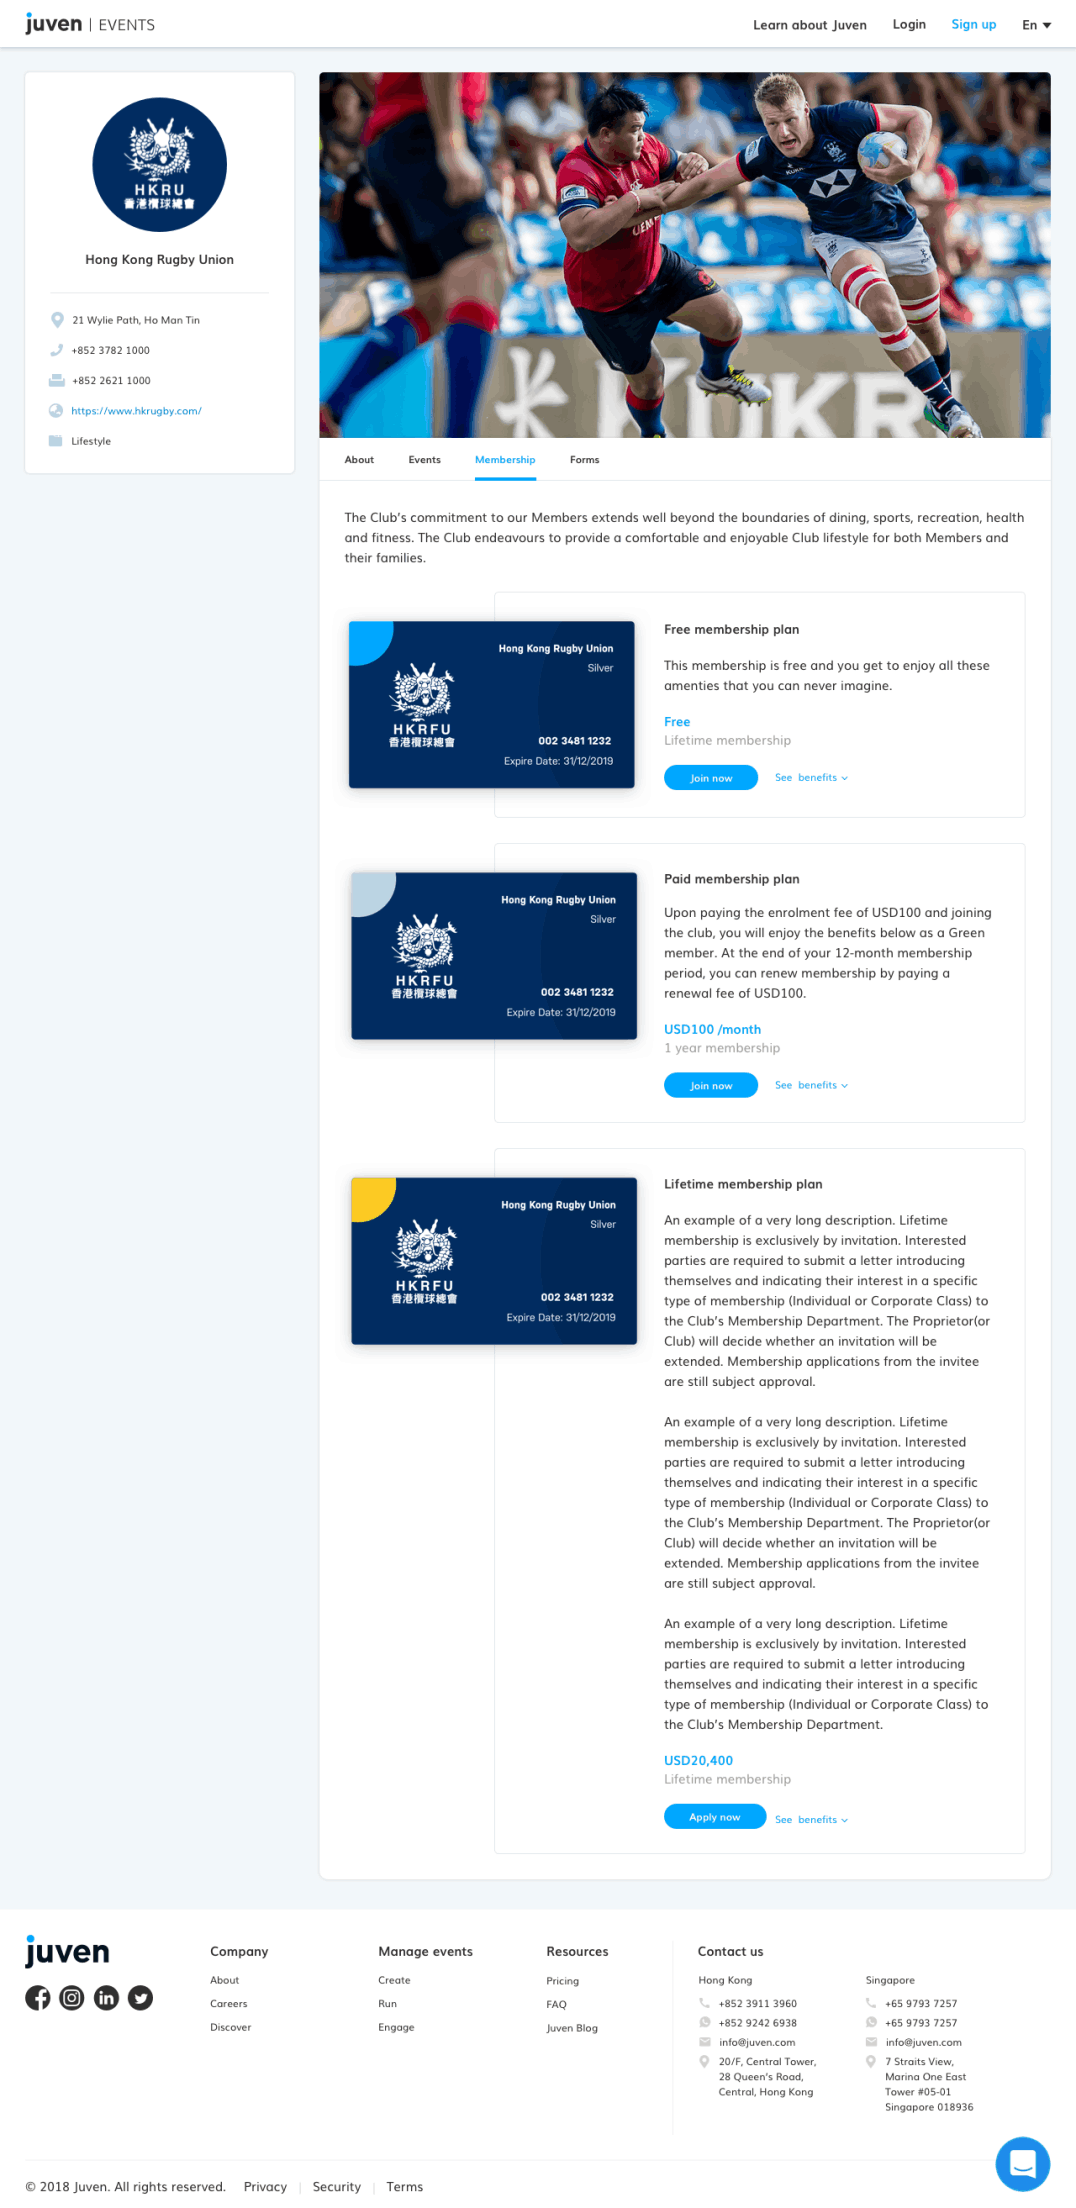 juven | EVENTS
Learn about Juven Login Sign up En
HKRU
香港欖球總會
Hong Kong Rugby Union
21 Wylie Path, Ho Man Tin
+852 3782 1000
+852 2621 1000
https://www.hkrugby.com/
Lifestyle
KUKR
About Events Membership Forms
The Club's commitment to our Members extends well beyond the boundaries of dining, sports, recreation, health
and fitness. The Club endeavours to provide a comfortable and enjoyable Club lifestyle for both Members and
their families.
Hong Kong Rugby Union
Silver
HKRFU
香港欖球總會
002 3481 1232
Expire Date: 31/12/2019
Free membership plan
This membership is free and you get to enjoy all these
amenties that you can never imagine.
Free
Lifetime membership
Join now See benefits
Hong Kong Rugby Union
Silver
HKRFU
香港欖球總會
002 3481 1232
Expire Date: 31/12/2019
Paid membership plan
Upon paying the enrolment fee of USD100 and joining
the club, you will enjoy the benefits below as a Green
member. At the end of your 12-month membership
period, you can renew membership by paying a
renewal fee of USD100.
USD100 /month
1 year membership
Join now See benefits
Hong Kong Rugby Union
Silver
HKRFU
香港欖球總會
002 3481 1232
Expire Date: 31/12/2019
Lifetime membership plan
An example of a very long description. Lifetime
membership is exclusively by invitation. Interested
parties are required to submit a letter introducing
themselves and indicating their interest in a specific
type of membership (Individual or Corporate Class) to
the Club's Membership Department. The Proprietor(or
Club) will decide whether an invitation will be
extended. Membership applications from the invitee
are still subject approval.
An example of a very long description. Lifetime
membership is exclusively by invitation. Interested
parties are required to submit a letter introducing
themselves and indicating their interest in a specific
type of membership (Individual or Corporate Class) to
the Club's Membership Department. The Proprietor(or
Club) will decide whether an invitation will be
extended. Membership applications from the invitee
are still subject approval.
An example of a very long description. Lifetime
membership is exclusively by invitation. Interested
parties are required to submit a letter introducing
themselves and indicating their interest in a specific
type of membership (Individual or Corporate Class) to
the Club's Membership Department.
USD20,400
Lifetime membership
Apply now See benefits
juven
Company
About
Careers
Discover
Manage events
Create
Run
Engage
Resources
Pricing
FAQ
Juven Blog
Contact us
Hong Kong
+852 3911 3960
+852 9242 6938
info@juven.com
20/F, Central Tower,
28 Queen's Road,
Central, Hong Kong
Singapore
+65 9793 7257
+65 9793 7257
info@juven.com
7 Straits View,
Marina One East
Tower #05-01
Singapore 018936
© 2018 Juven. All rights reserved. Privacy | Security | Terms